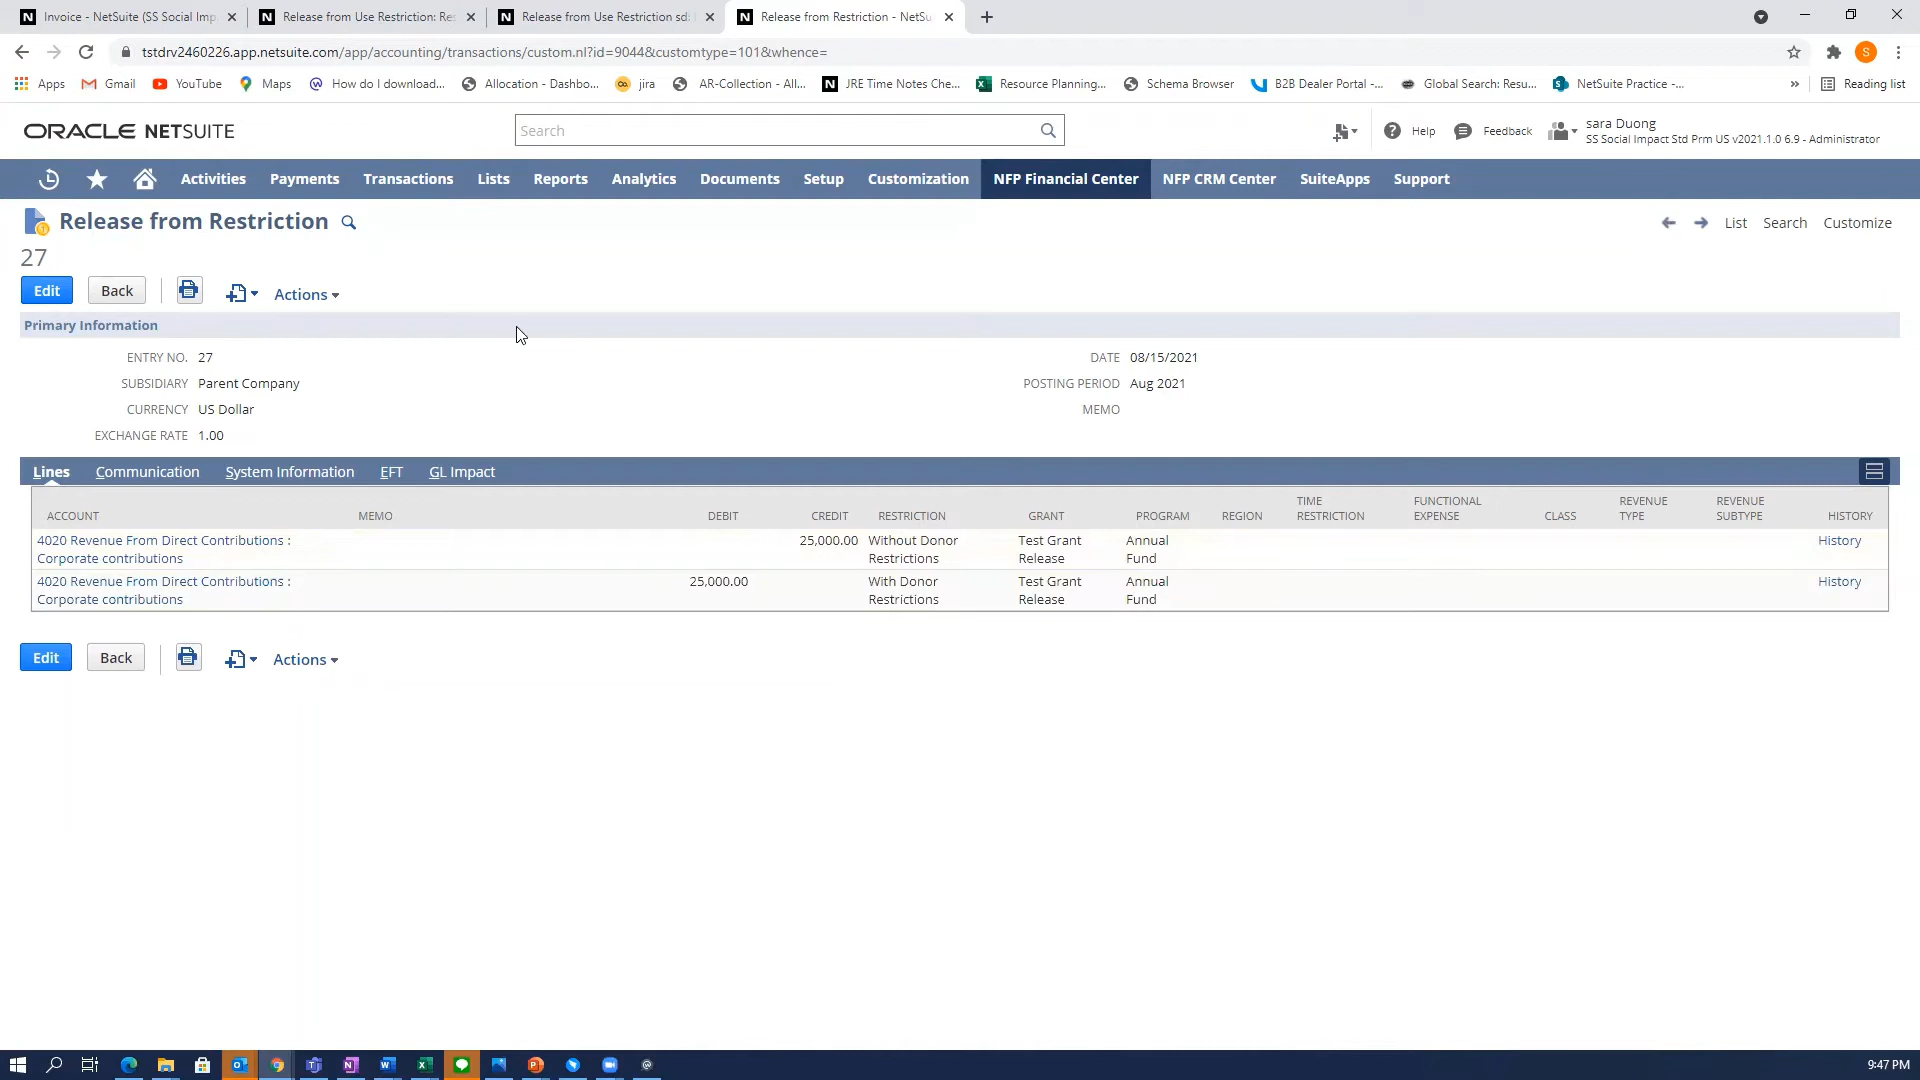 Invoice - NetSuite (SS Social Imp
Release from Use Restriction: Res
Release from Use Restriction sd:
Release from Restriction - NetSu
tstdrv2460226.app.netsuite.com/app/accounting/transactions/custom.nl?id=9044&customtype=101&whence=
S
Apps Gmail YouTube Maps How do I download... Allocation - Dashbo... jira AR-Collection - All... JRE Time Notes Che... Resource Planning... Schema Browser B2B Dealer Portal -... Global Search: Resu... NetSuite Practice -... » Reading list
ORACLE NETSUITE
Search
Help
Feedback
sara Duong
SS Social Impact Std Prm US v2021.1.0 6.9 - Administrator
Activities Payments Transactions Lists Reports Analytics Documents Setup Customization NFP Financial Center NFP CRM Center SuiteApps Support
Release from Restriction
List Search Customize
27
Edit Back Actions
Primary Information
ENTRY NO. 27
DATE 08/15/2021
SUBSIDIARY Parent Company
POSTING PERIOD Aug 2021
CURRENCY US Dollar
MEMO
EXCHANGE RATE 1.00
Lines Communication System Information EFT GL Impact
ACCOUNT MEMO DEBIT CREDIT RESTRICTION GRANT PROGRAM REGION TIME RESTRICTION FUNCTIONAL EXPENSE CLASS REVENUE TYPE REVENUE SUBTYPE HISTORY
4020 Revenue From Direct Contributions : 25,000.00 Without Donor Test Grant Annual History
Corporate contributions Restrictions Release Fund
4020 Revenue From Direct Contributions : 25,000.00 With Donor Test Grant Annual History
Corporate contributions Restrictions Release Fund
Edit Back Actions
9:47 PM